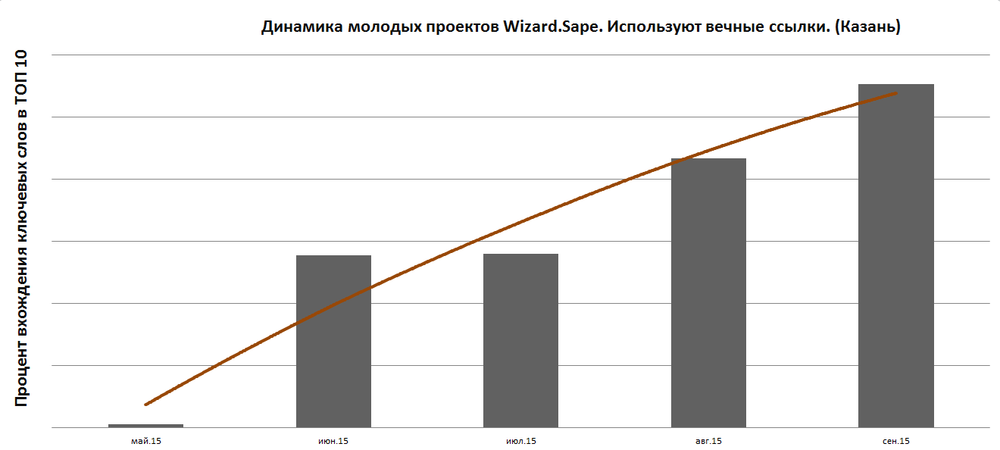 Динамика молодых проектов Wizard.Sape. Используют вечные ссылки. (Казань)
Процент вхождения ключевых слов в ТОП 10
май.15
июн.15
июл.15
авг.15
сен.15